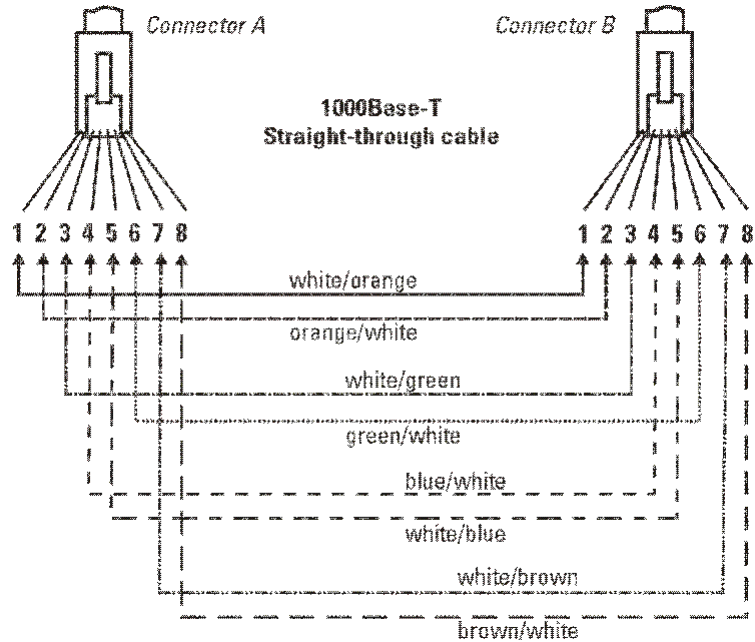 Connector A
Connector B
1000Base-T
Straight-through cable
1 2 3 4 5 6 7 8
1 2 3 4 5 6 7 8
white/orange
orange/white
white/green
green/white
blue/white
white/blue
white/brown
brown/white